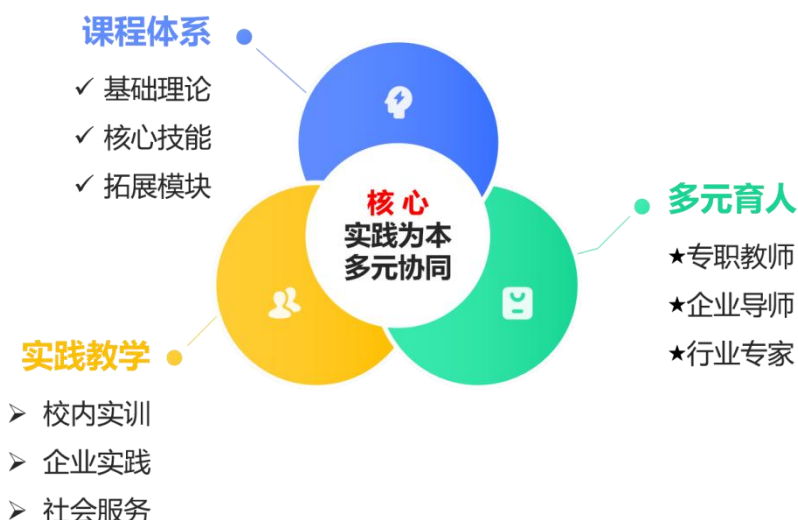 课程体系
✓ 基础理论
✓ 核心技能
✓ 拓展模块
核心
实践为本
多元协同
多元育人
★专职教师
★企业导师
★行业专家
实践教学
➢ 校内实训
➢ 企业实践
➢ 社会服务